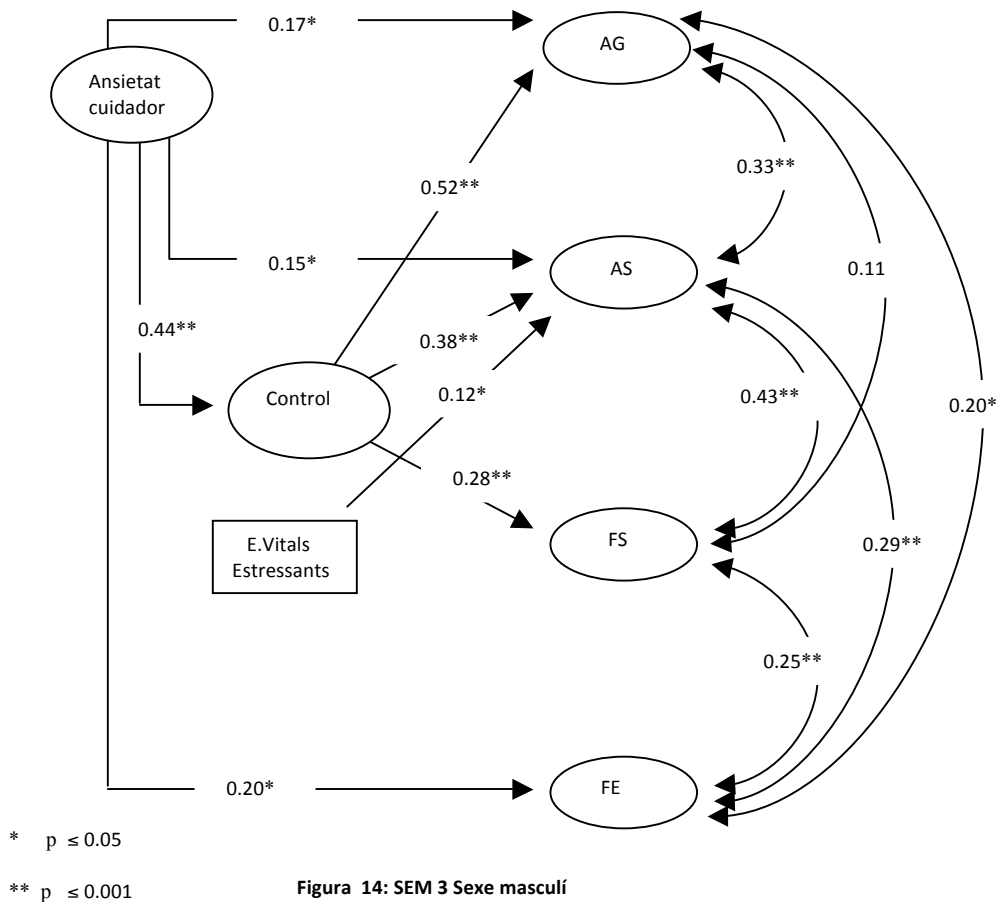 0.17*
AG
Ansietat
cuidador
0.33**
0.52**
0.15*
AS
0.11
0.44**
0.38**
Control
0.12*
0.43**
0.20*
0.28**
E.Vitals
Estressants
FS
0.29**
0.25**
0.20*
FE
* p ≤ 0.05
** p ≤ 0.001
Figura 14: SEM 3 Sexe masculí